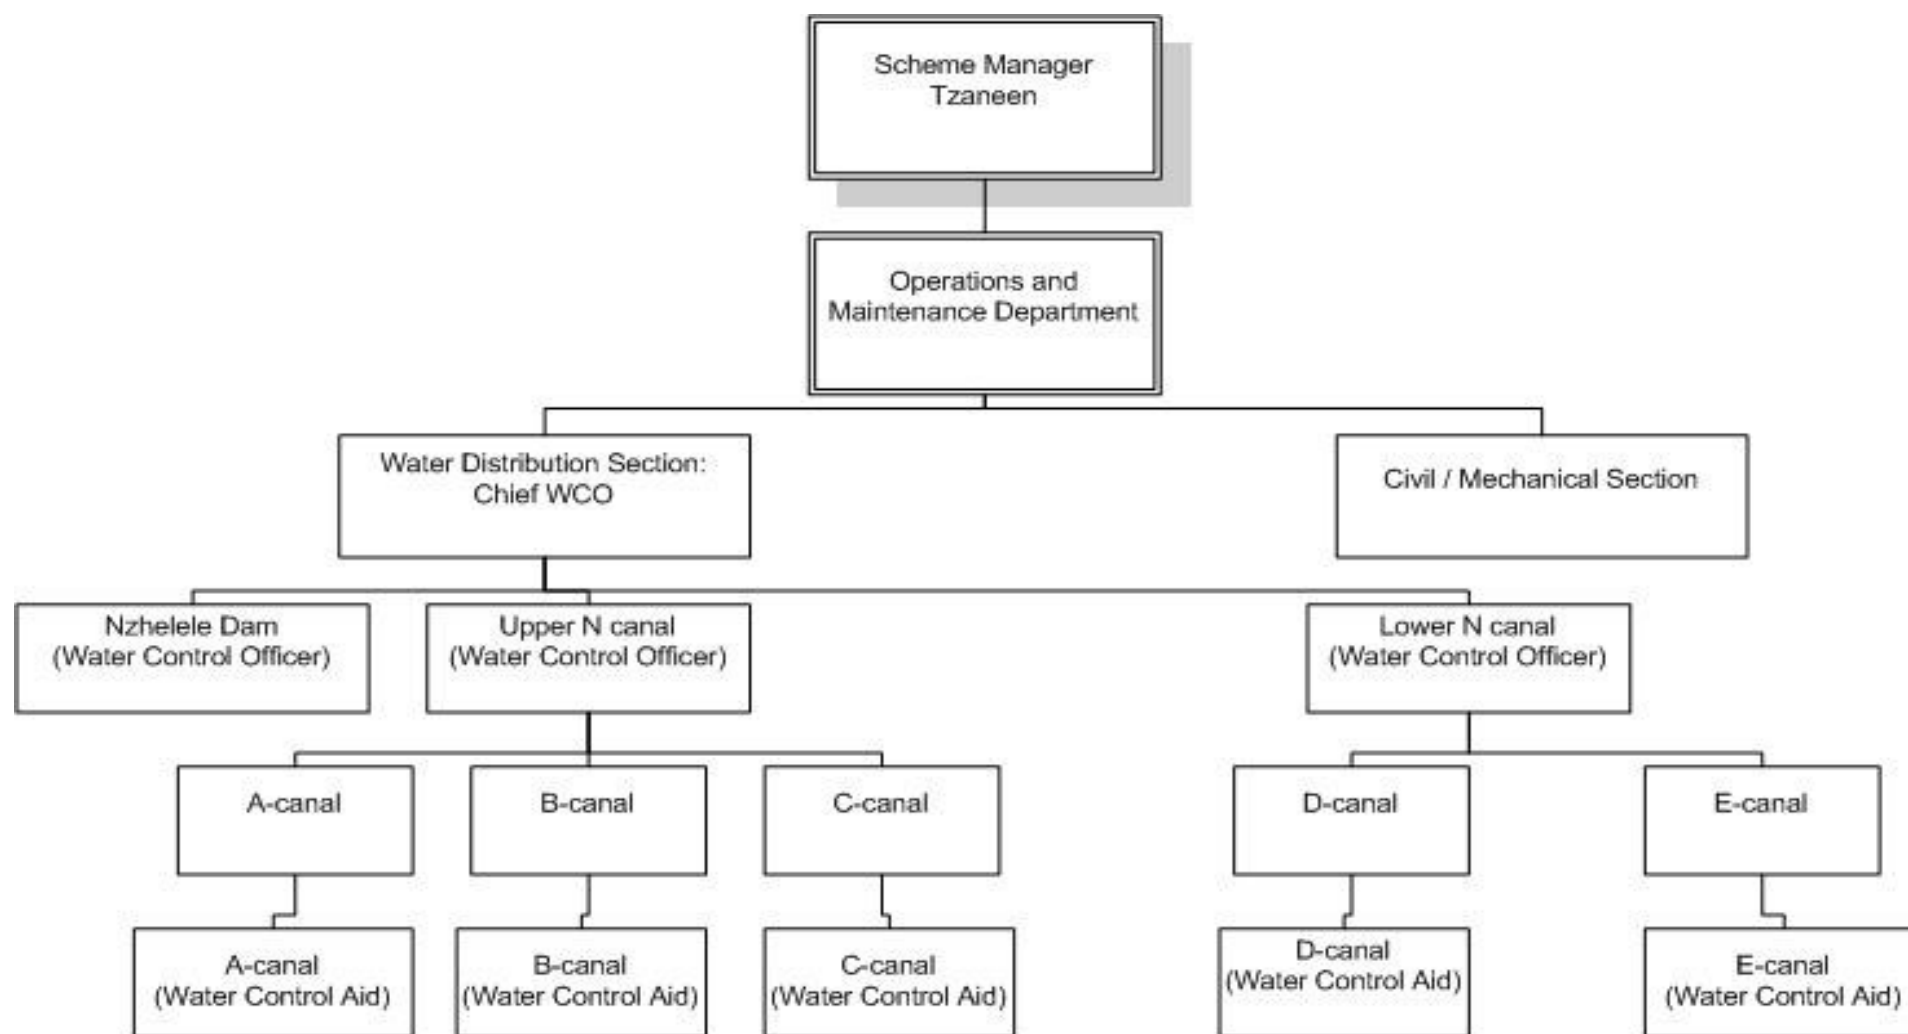 Scheme Manager
Tzaneen
Operations and
Maintenance Department
Water Distribution Section:
Chief WCO
Civil / Mechanical Section
Nzhelele Dam
(Water Control Officer)
Upper N canal
(Water Control Officer)
Lower N canal
(Water Control Officer)
A-canal
B-canal
C-canal
D-canal
E-canal
A-canal
(Water Control Aid)
B-canal
(Water Control Aid)
C-canal
(Water Control Aid)
D-canal
(Water Control Aid)
E-canal
(Water Control Aid)